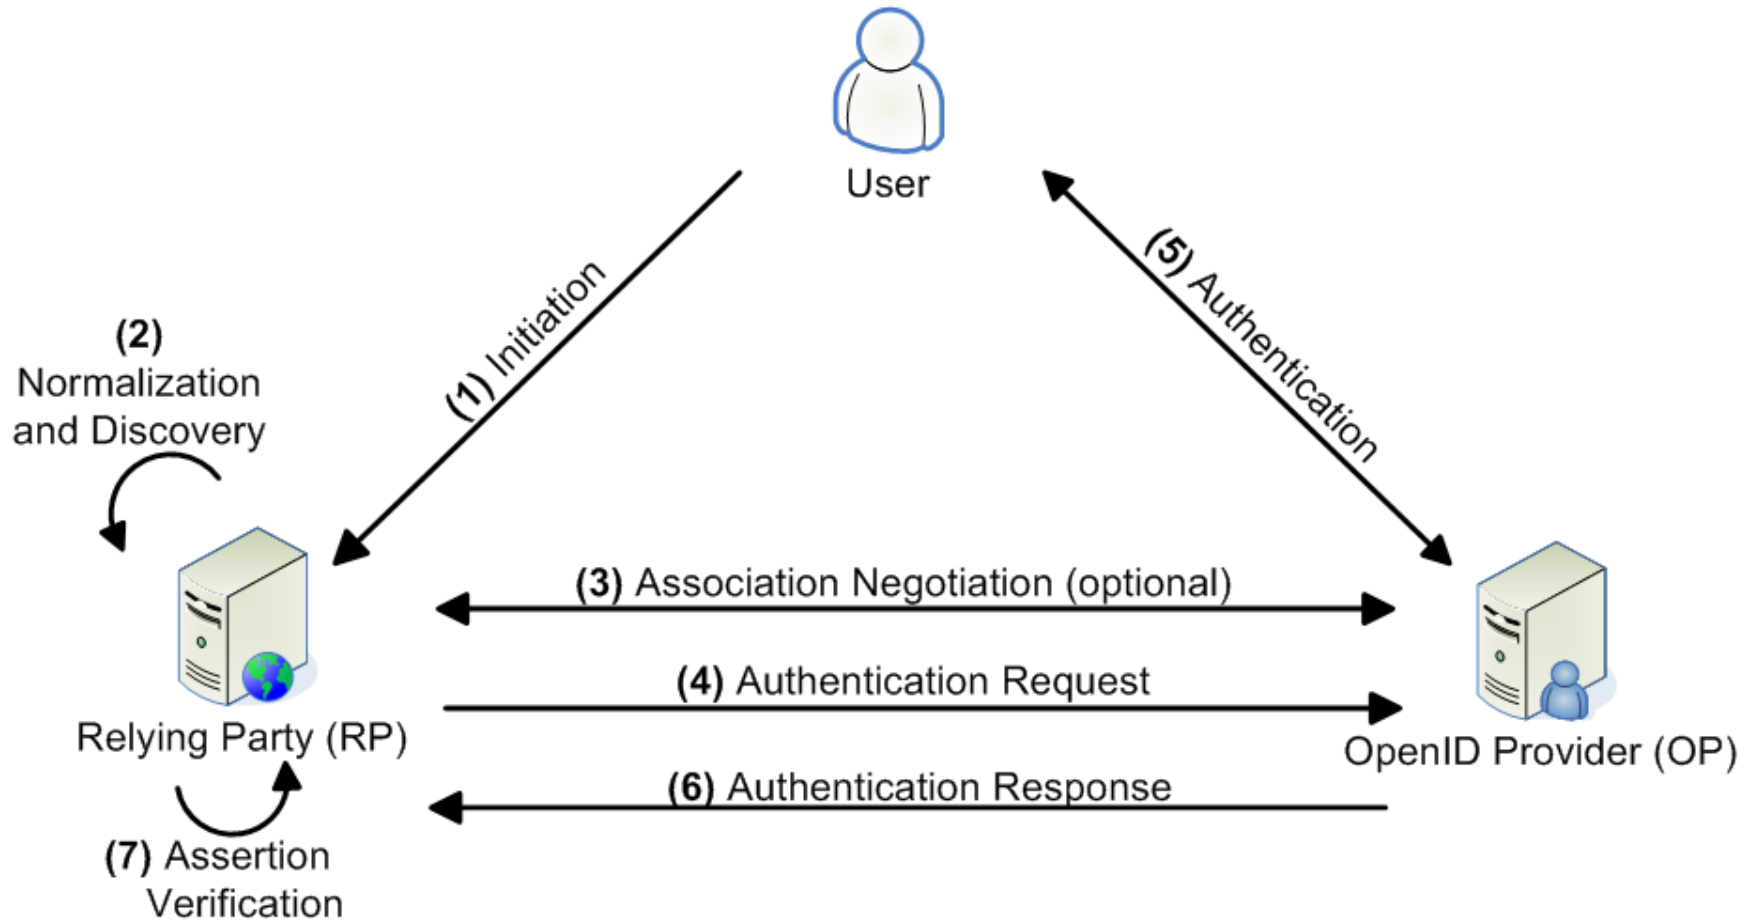 User
(1) Initiation
(5) Authentication
(2)
Normalization
and Discovery
(3) Association Negotiation (optional)
(4) Authentication Request
Relying Party (RP)
OpenID Provider (OP)
(6) Authentication Response
(7) Assertion
Verification